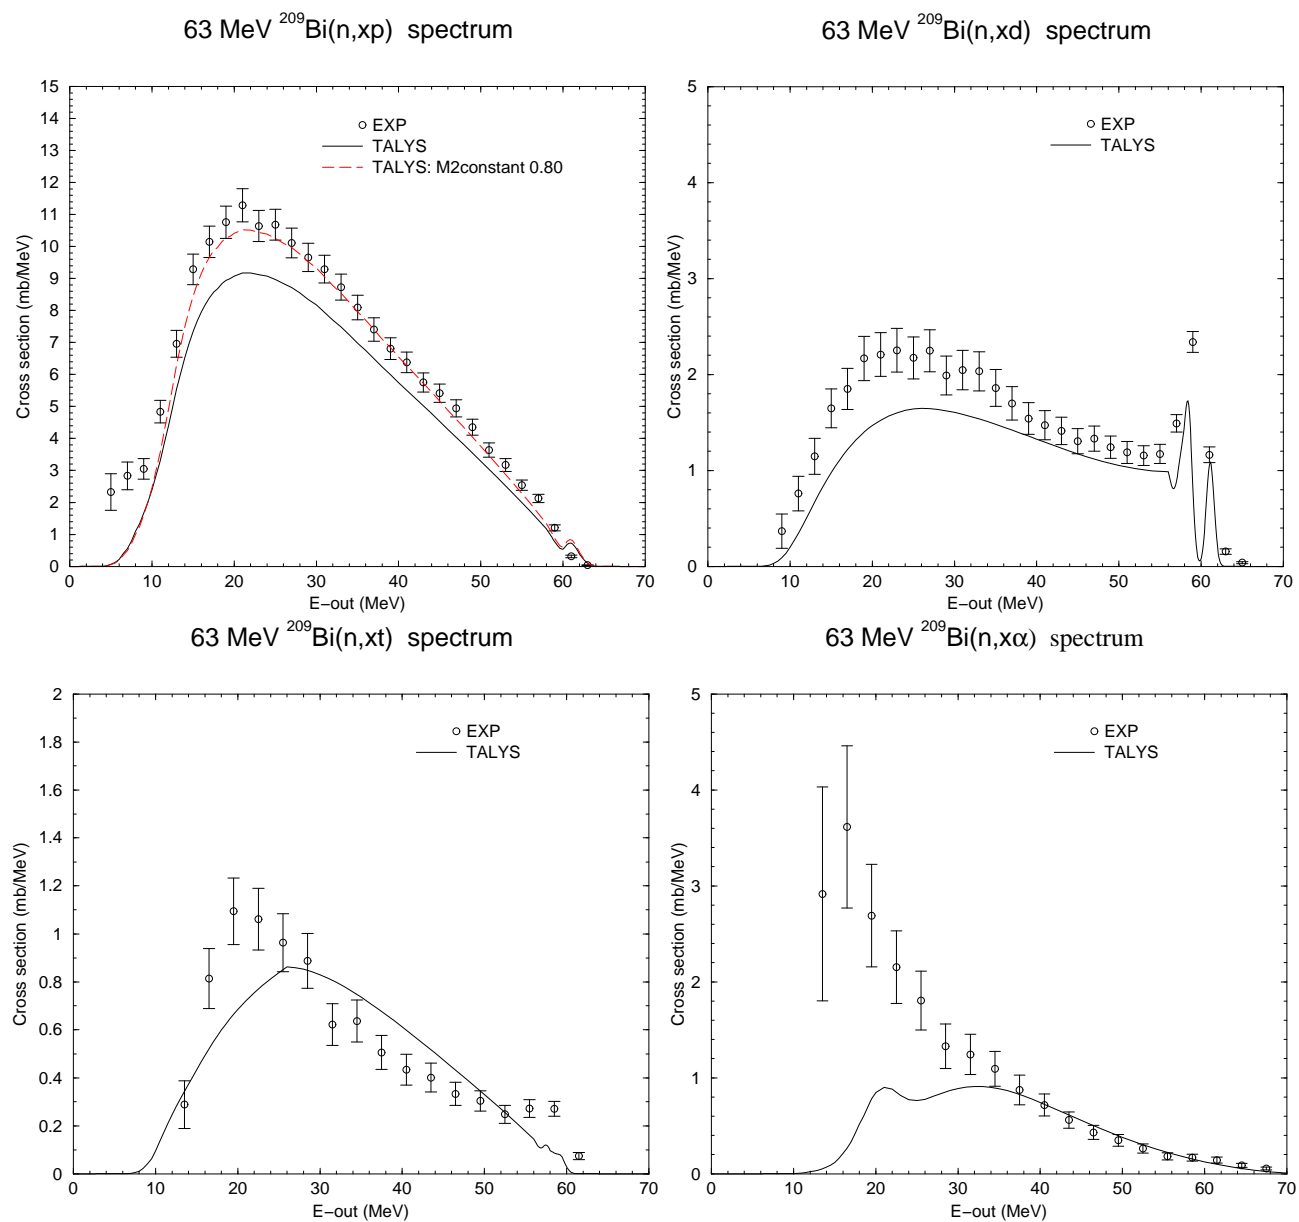 63 MeV ²⁰⁹Bi(n,xp) spectrum
15
14
13
12
11
10
9
8
7
6
5
4
3
2
1
0
Cross section (mb/MeV)
EXP
TALYS
TALYS: M2constant 0.80
0 10 20 30 40 50 60 70
E−out (MeV)
63 MeV ²⁰⁹Bi(n,xd) spectrum
5
4
3
2
1
0
Cross section (mb/MeV)
EXP
TALYS
0 10 20 30 40 50 60 70
E−out (MeV)
63 MeV ²⁰⁹Bi(n,xt) spectrum
2
1.8
1.6
1.4
1.2
1
0.8
0.6
0.4
0.2
0
Cross section (mb/MeV)
EXP
TALYS
0 10 20 30 40 50 60 70
E−out (MeV)
63 MeV ²⁰⁹Bi(n,xα) spectrum
5
4
3
2
1
0
Cross section (mb/MeV)
EXP
TALYS
0 10 20 30 40 50 60 70
E−out (MeV)